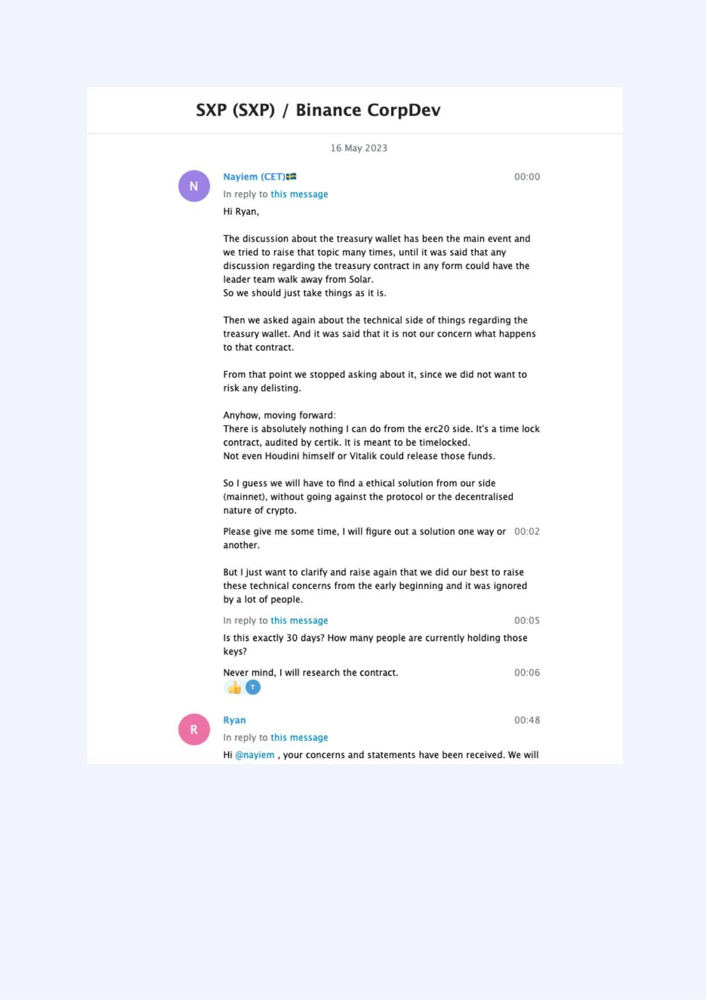 SXP (SXP) / Binance CorpDev
16 May 2023
N
Nayiem (CET)🇸🇪 00:00
In reply to this message
Hi Ryan,
The discussion about the treasury wallet has been the main event and
we tried to raise that topic many times, until it was said that any
discussion regarding the treasury contract in any form could have the
leader team walk away from Solar.
So we should just take things as it is.
Then we asked again about the technical side of things regarding the
treasury wallet. And it was said that it is not our concern what happens
to that contract.
From that point we stopped asking about it, since we did not want to
risk any delisting.
Anyhow, moving forward:
There is absolutely nothing I can do from the erc20 side. It's a time lock
contract, audited by certik. It is meant to be timelocked.
Not even Houdini himself or Vitalik could release those funds.
So I guess we will have to find a ethical solution from our side
(mainnet), without going against the protocol or the decentralised
nature of crypto.
Please give me some time, I will figure out a solution one way or 00:02
another.
But I just want to clarify and raise again that we did our best to raise
these technical concerns from the early beginning and it was ignored
by a lot of people.
In reply to this message 00:05
Is this exactly 30 days? How many people are currently holding those
keys?
Never mind, I will research the contract. 00:06
👍 T
R
Ryan 00:48
In reply to this message
Hi @nayiem , your concerns and statements have been received. We will